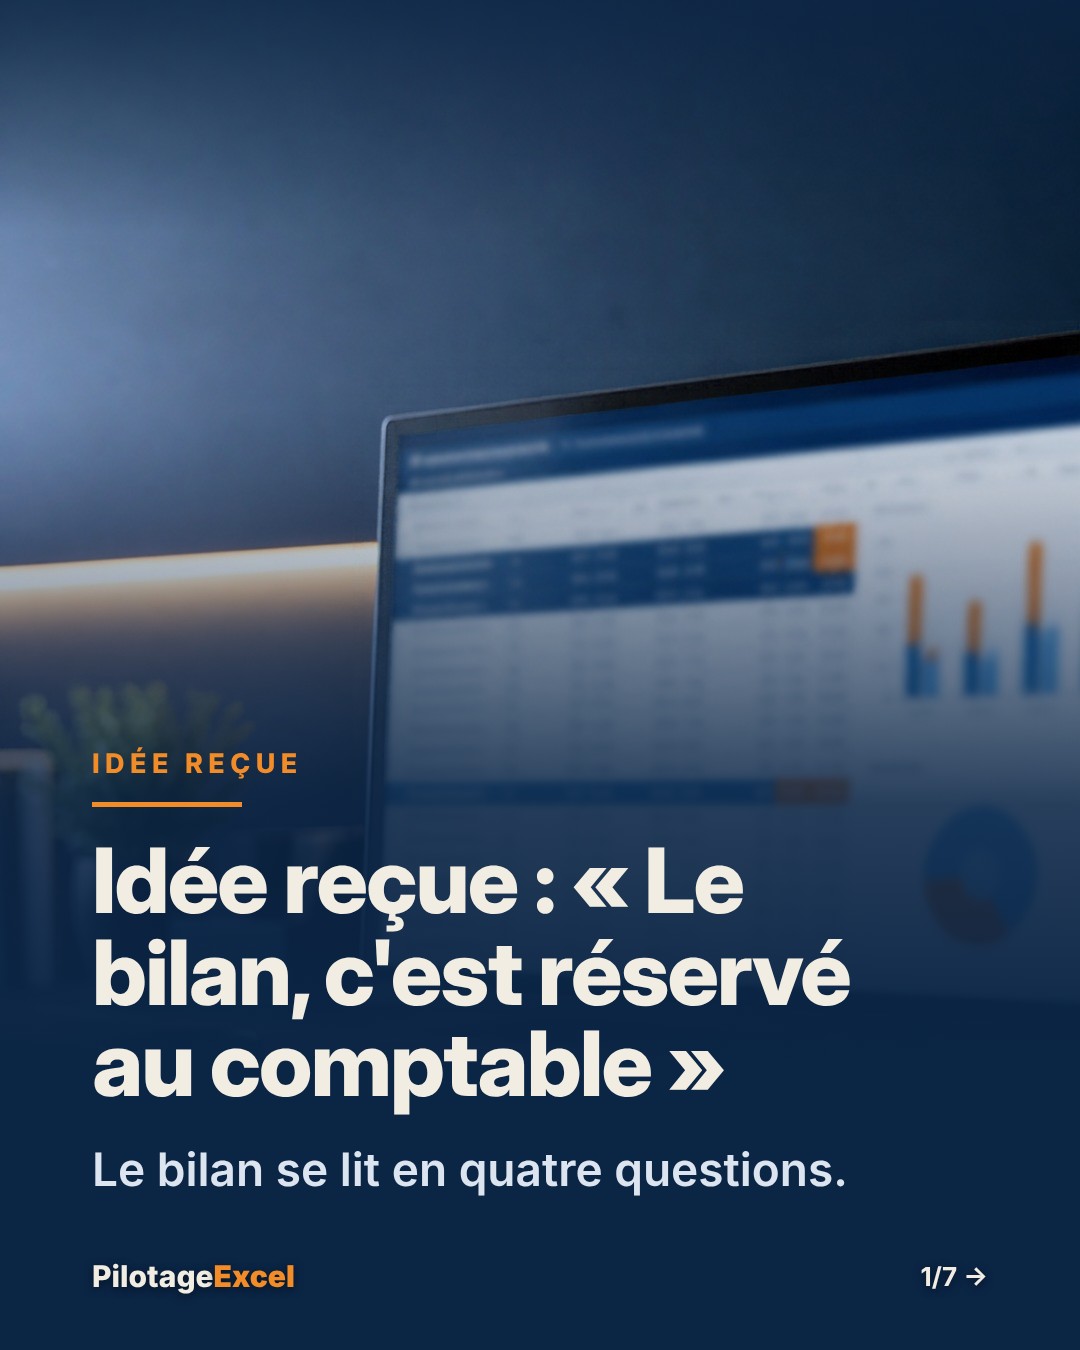 IDÉE REÇUE
Idée reçue : « Le
bilan, c'est réservé
au comptable »
Le bilan se lit en quatre questions.
PilotageExcel
1/7 →